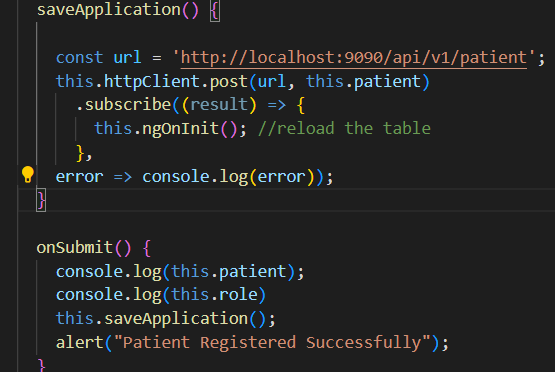 saveApplication() {
const url = 'http://localhost:9090/api/v1/patient';
this.httpClient.post(url, this.patient)
.subscribe((result) => {
this.ngOnInit(); //reload the table
},
error => console.log(error));
}
onSubmit() {
console.log(this.patient);
console.log(this.role)
this.saveApplication();
alert("Patient Registered Successfully");
}